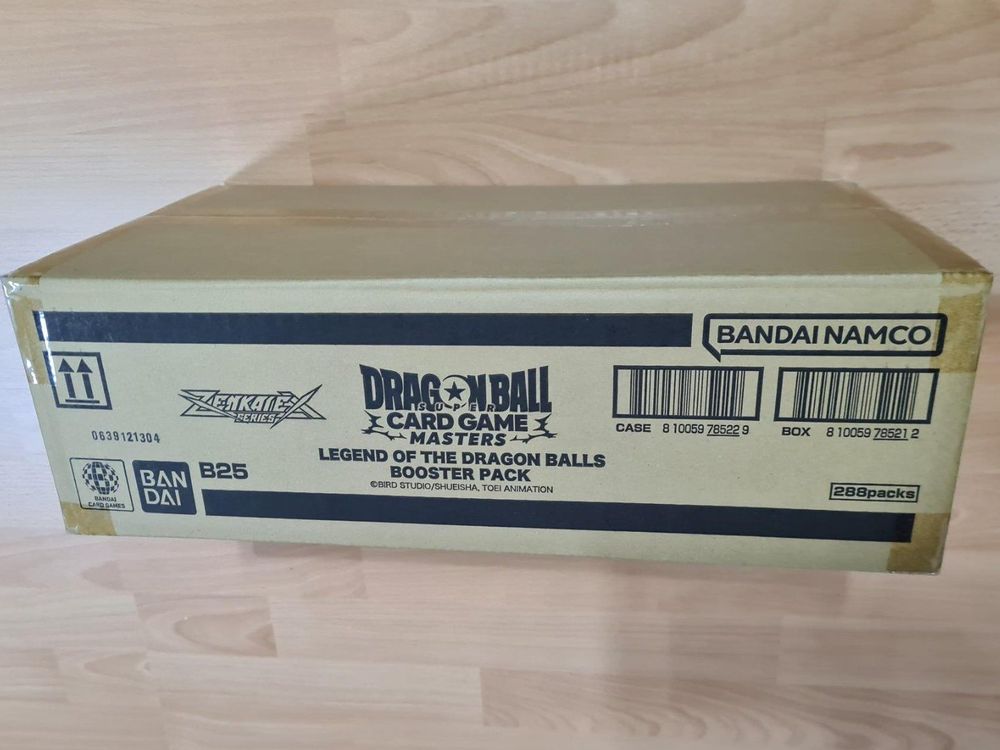 BANDAI NAMCO
ZENKAI EX
SERIES
DRAGON BALL
SUPER
CARD GAME
MASTERS
LEGEND OF THE DRAGON BALLS
BOOSTER PACK
©BIRD STUDIO/SHUEISHA, TOEI ANIMATION
CASE 8 10059 78522 9
BOX 8 10059 78521 2
0639121304
BANDAI
CARD GAMES
BAN
DAI
B25
288packs